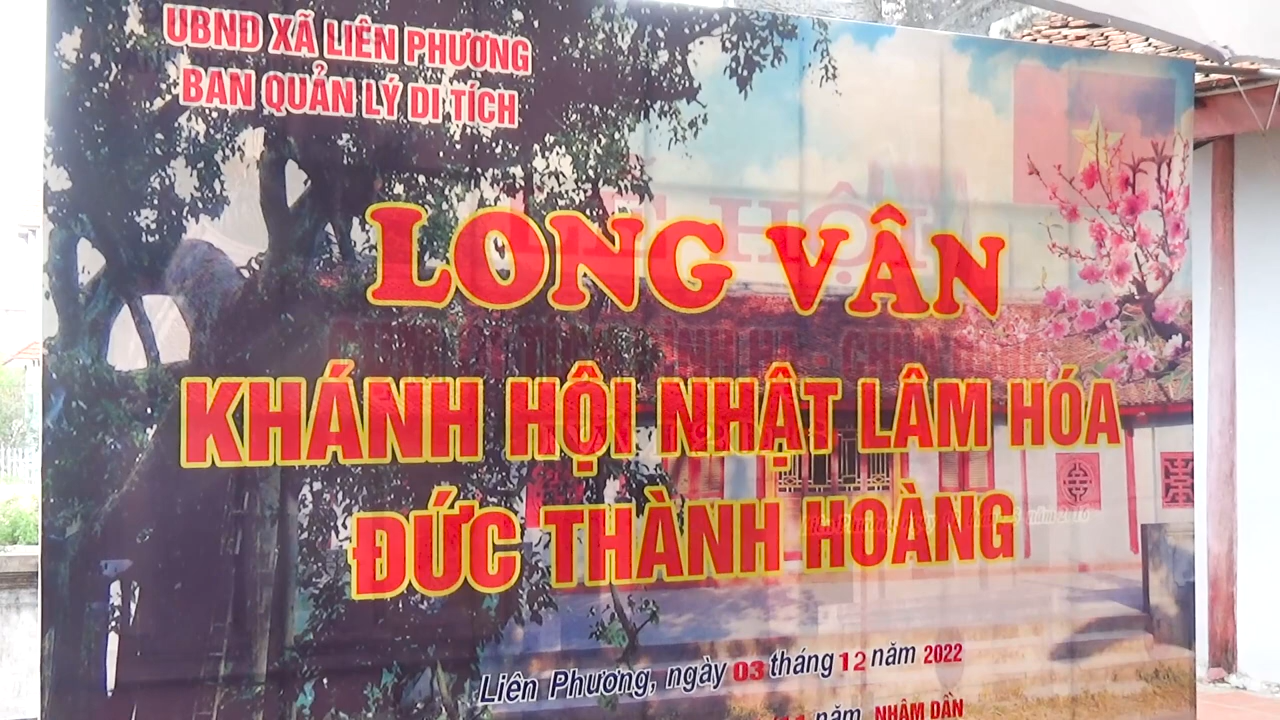 UBND XÃ LIÊN PHƯƠNG
BAN QUẢN LÝ DI TÍCH
LONG VÂN
KHÁNH HỘI NHẬT LÂM HÓA
ĐỨC THÀNH HOÀNG
Liên Phương, ngày 03 tháng 12 năm 2022
năm NHÂM DẦN